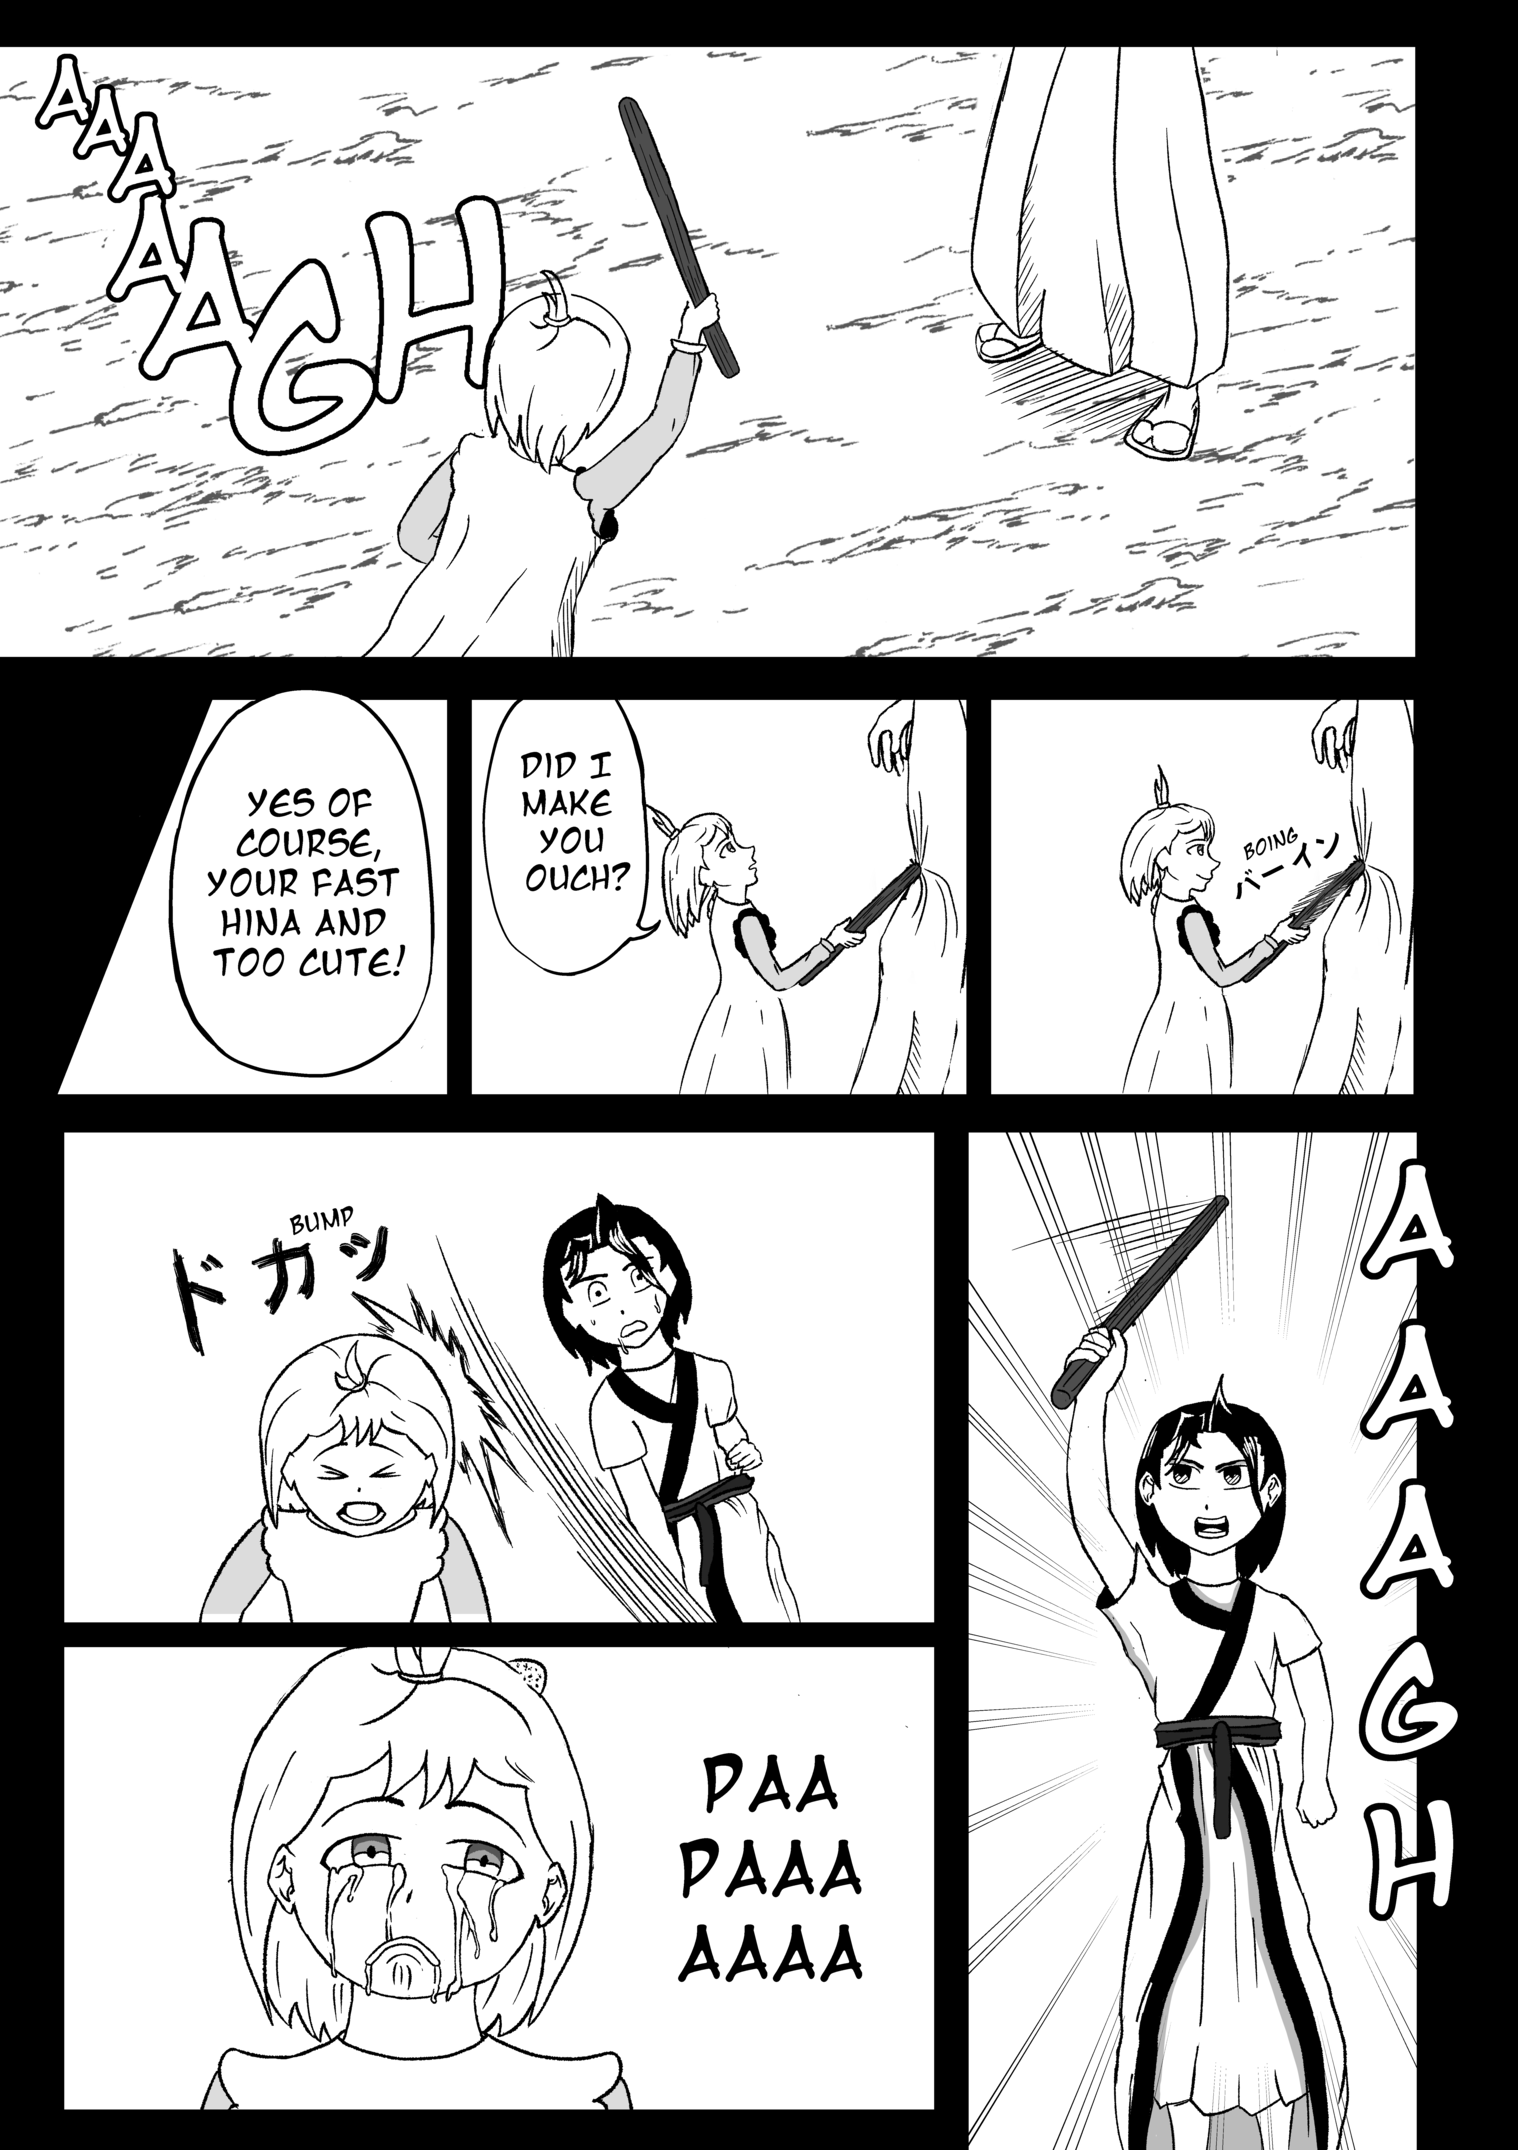 AAAAAGH
BOING
バーイン
DID I
MAKE
YOU
OUCH?
YES OF
COURSE,
YOUR FAST
HINA AND
TOO CUTE!
AAAAGH
BUMP
ドカッ
PAA
PAAA
AAAA